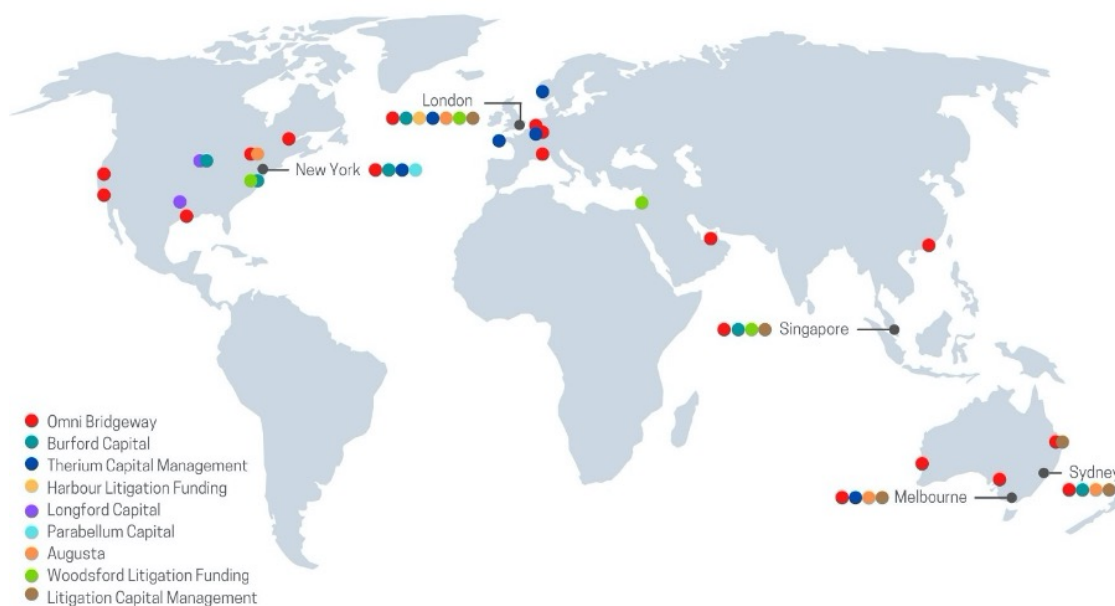 London
New York
Singapore
Sydney
Melbourne
Omni Bridgeway
Burford Capital
Therium Capital Management
Harbour Litigation Funding
Longford Capital
Parabellum Capital
Augusta
Woodsford Litigation Funding
Litigation Capital Management